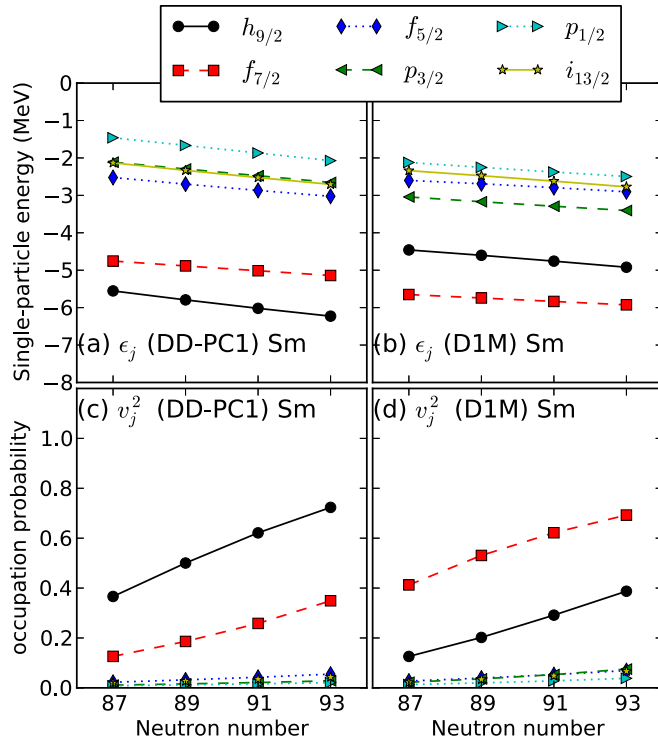 h9/2 f5/2 p1/2
f7/2 p3/2 i13/2
Single-particle energy (MeV)
0
−1
−2
−3
−4
−5
−6
−7
−8
(a) ϵj (DD-PC1) Sm
(b) ϵj (D1M) Sm
(c) vj² (DD-PC1) Sm
(d) vj² (D1M) Sm
occupation probability
1.0
0.8
0.6
0.4
0.2
0.0
87 89 91 93
87 89 91 93
Neutron number
Neutron number